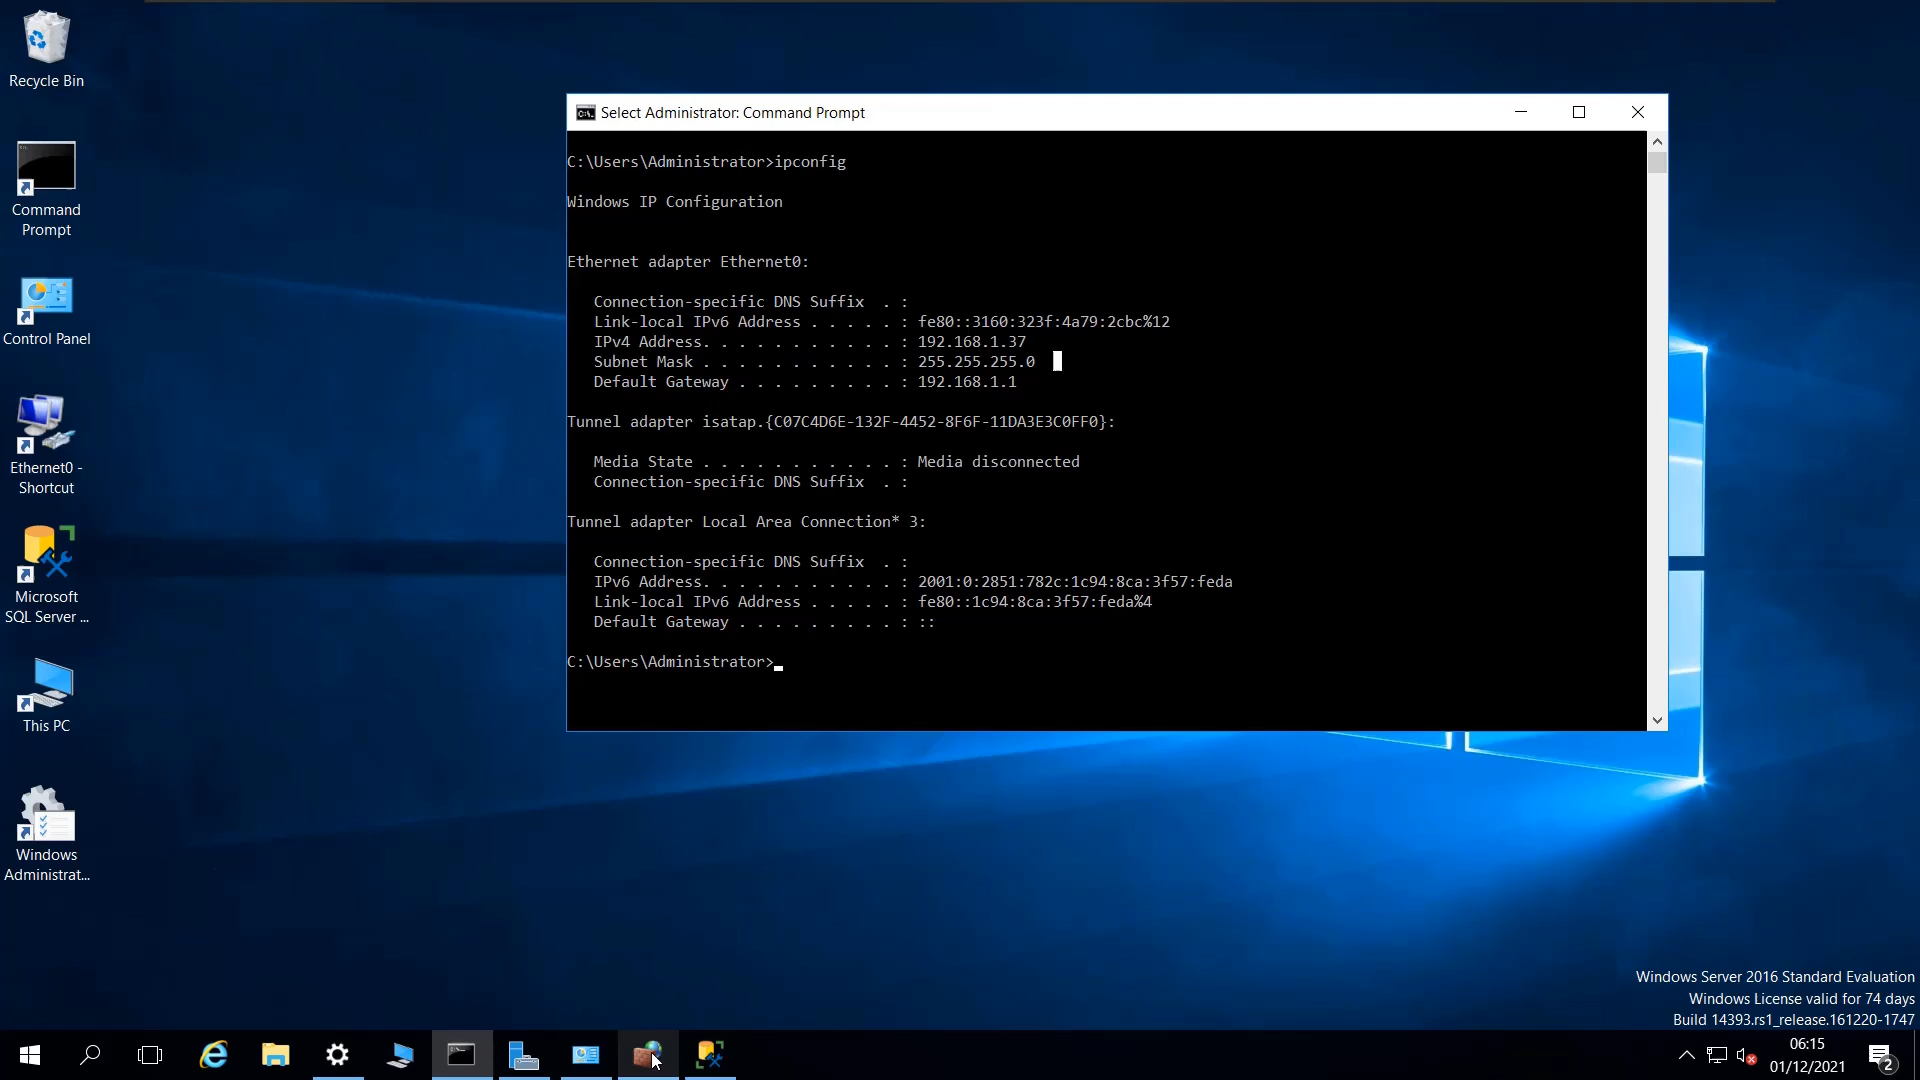 Recycle Bin
Command
Prompt
Control Panel
Ethernet0 -
Shortcut
Microsoft
SQL Server ...
This PC
Windows
Administrat...
Select Administrator: Command Prompt
C:\Users\Administrator>ipconfig
Windows IP Configuration
Ethernet adapter Ethernet0:
Connection-specific DNS Suffix  . :
Link-local IPv6 Address . . . . . : fe80::3160:323f:4a79:2cbc%12
IPv4 Address. . . . . . . . . . . : 192.168.1.37
Subnet Mask . . . . . . . . . . . : 255.255.255.0
Default Gateway . . . . . . . . . : 192.168.1.1
Tunnel adapter isatap.{C07C4D6E-132F-4452-8F6F-11DA3E3C0FF0}:
Media State . . . . . . . . . . . : Media disconnected
Connection-specific DNS Suffix  . :
Tunnel adapter Local Area Connection* 3:
Connection-specific DNS Suffix  . :
IPv6 Address. . . . . . . . . . . : 2001:0:2851:782c:1c94:8ca:3f57:feda
Link-local IPv6 Address . . . . . : fe80::1c94:8ca:3f57:feda%4
Default Gateway . . . . . . . . . : ::
C:\Users\Administrator>
Windows Server 2016 Standard Evaluation
Windows License valid for 74 days
Build 14393.rs1_release.161220-1747
06:15
01/12/2021
2